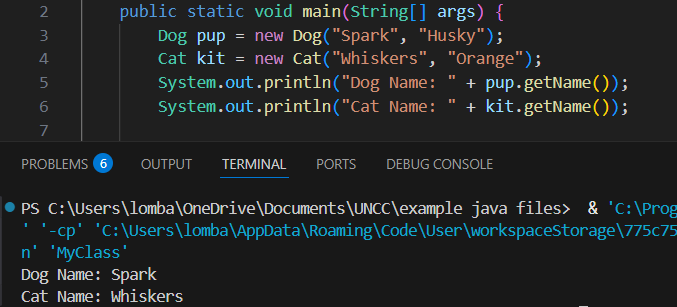 2 public static void main(String[] args) {
3 Dog pup = new Dog("Spark", "Husky");
4 Cat kit = new Cat("Whiskers", "Orange");
5 System.out.println("Dog Name: " + pup.getName());
6 System.out.println("Cat Name: " + kit.getName());
7
PROBLEMS 6 OUTPUT TERMINAL PORTS DEBUG CONSOLE
PS C:\Users\lomba\OneDrive\Documents\UNCC\example java files>  & 'C:\Prog
' '-cp' 'C:\Users\lomba\AppData\Roaming\Code\User\workspaceStorage\775c75
n' 'MyClass'
Dog Name: Spark
Cat Name: Whiskers